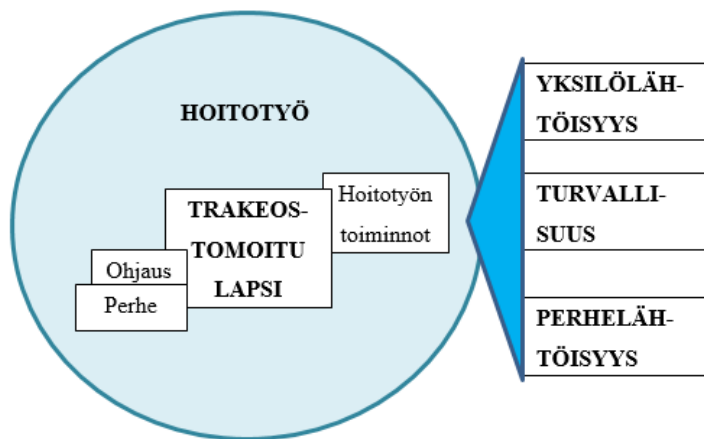 HOITOTYÖ
TRAKEOS-
TOMOITU
LAPSI
Hoitotyön
toiminnot
Ohjaus
Perhe
YKSILÖLÄH-
TÖISYYS
TURVALLI-
SUUS
PERHELÄH-
TÖISYYS